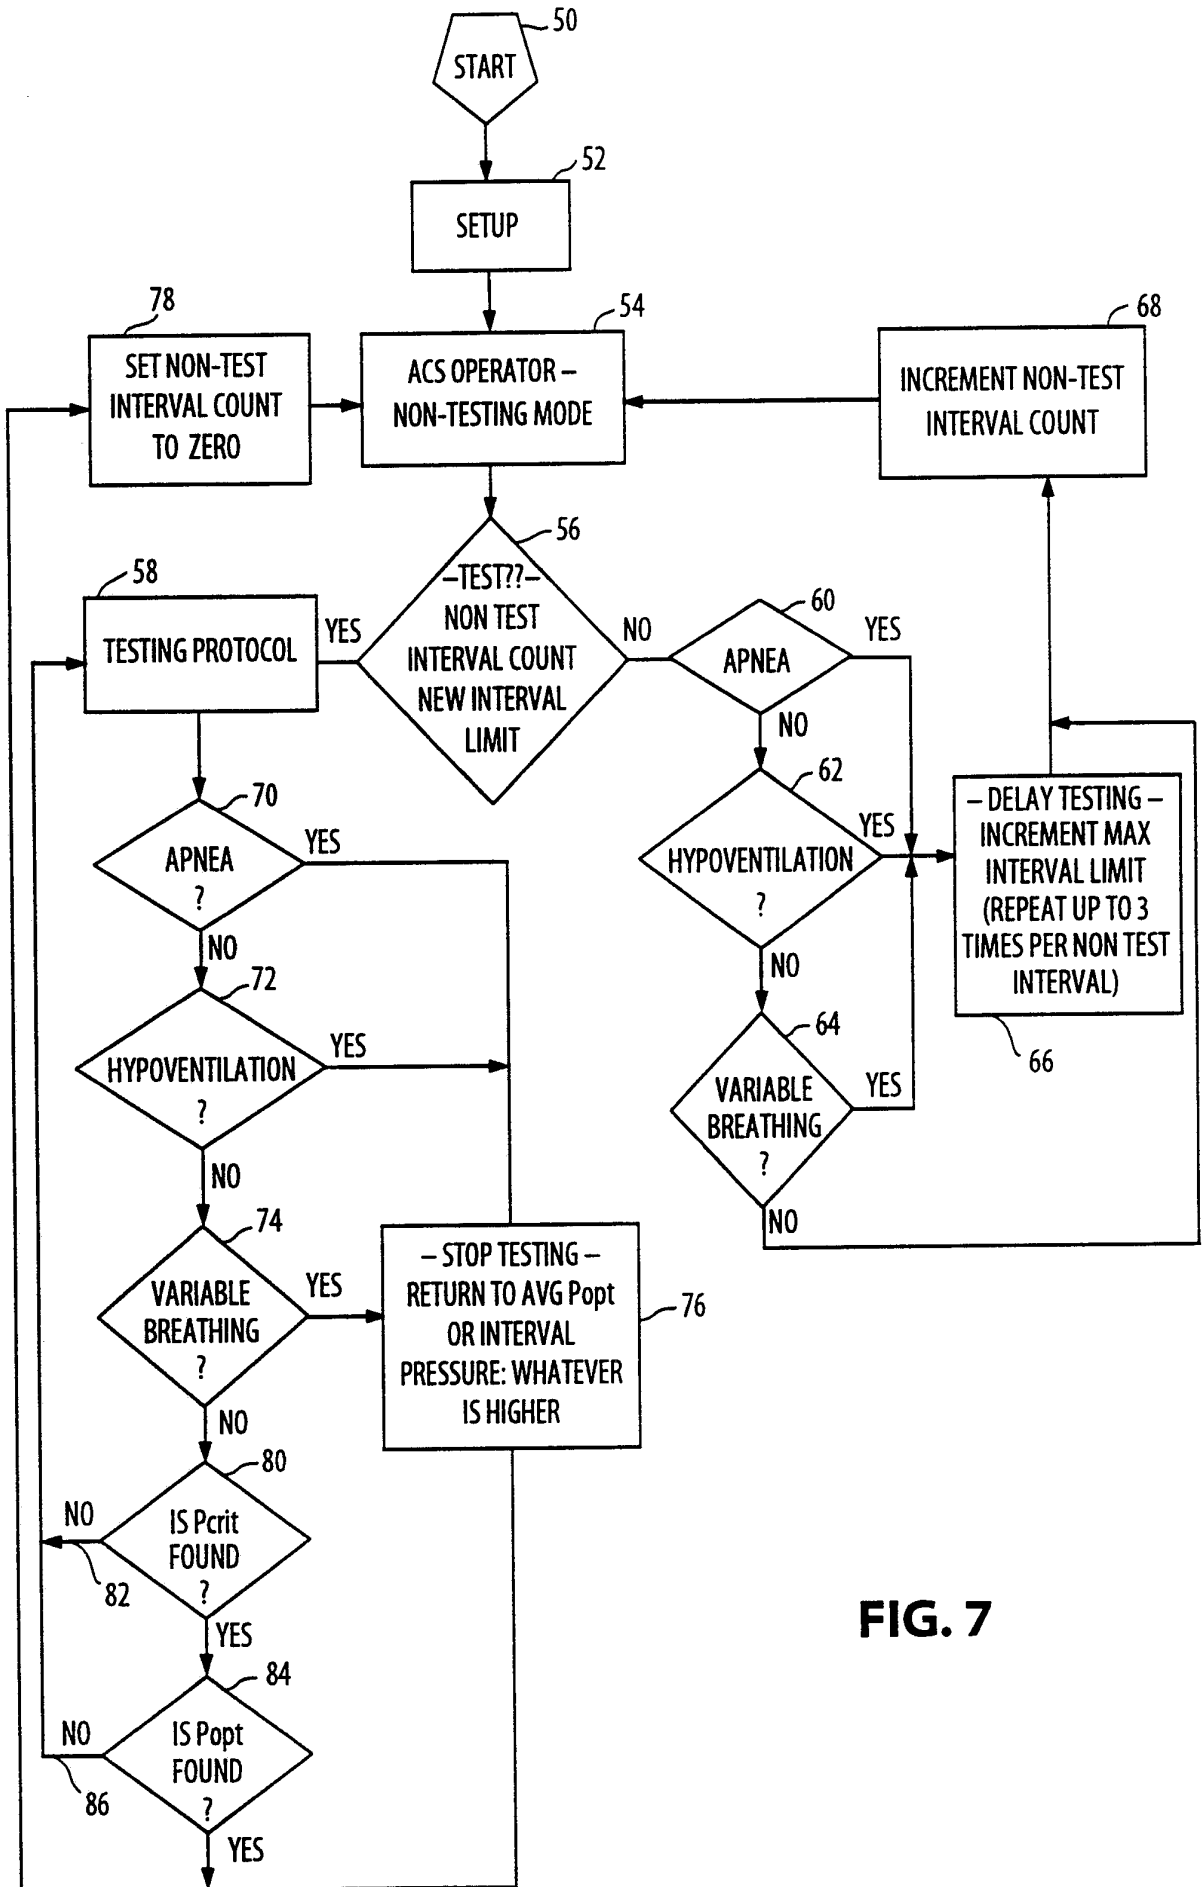 50
START
52
SETUP
78
SET NON-TEST
INTERVAL COUNT
TO ZERO
54
ACS OPERATOR –
NON-TESTING MODE
68
INCREMENT NON-TEST
INTERVAL COUNT
56
–TEST??–
NON TEST
INTERVAL COUNT
NEW INTERVAL
LIMIT
58
TESTING PROTOCOL
YES
NO
60
APNEA
YES
NO
62
HYPOVENTILATION
?
YES
NO
64
VARIABLE
BREATHING
?
YES
NO
– DELAY TESTING –
INCREMENT MAX
INTERVAL LIMIT
(REPEAT UP TO 3
TIMES PER NON TEST
INTERVAL)
66
70
APNEA
?
YES
NO
72
HYPOVENTILATION
?
YES
NO
74
VARIABLE
BREATHING
?
YES
NO
– STOP TESTING –
RETURN TO AVG Popt
OR INTERVAL
PRESSURE: WHATEVER
IS HIGHER
76
80
IS Pcrit
FOUND
?
NO
82
YES
84
IS Popt
FOUND
?
NO
86
YES
FIG. 7